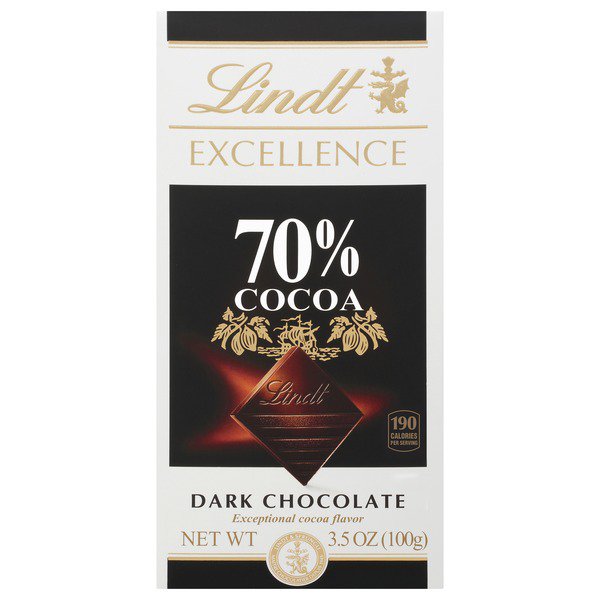 Lindt
EXCELLENCE
70%
COCOA
Lindt
190
CALORIES
PER SERVING
DARK CHOCOLATE
Exceptional cocoa flavor
NET WT 3.5 OZ (100g)